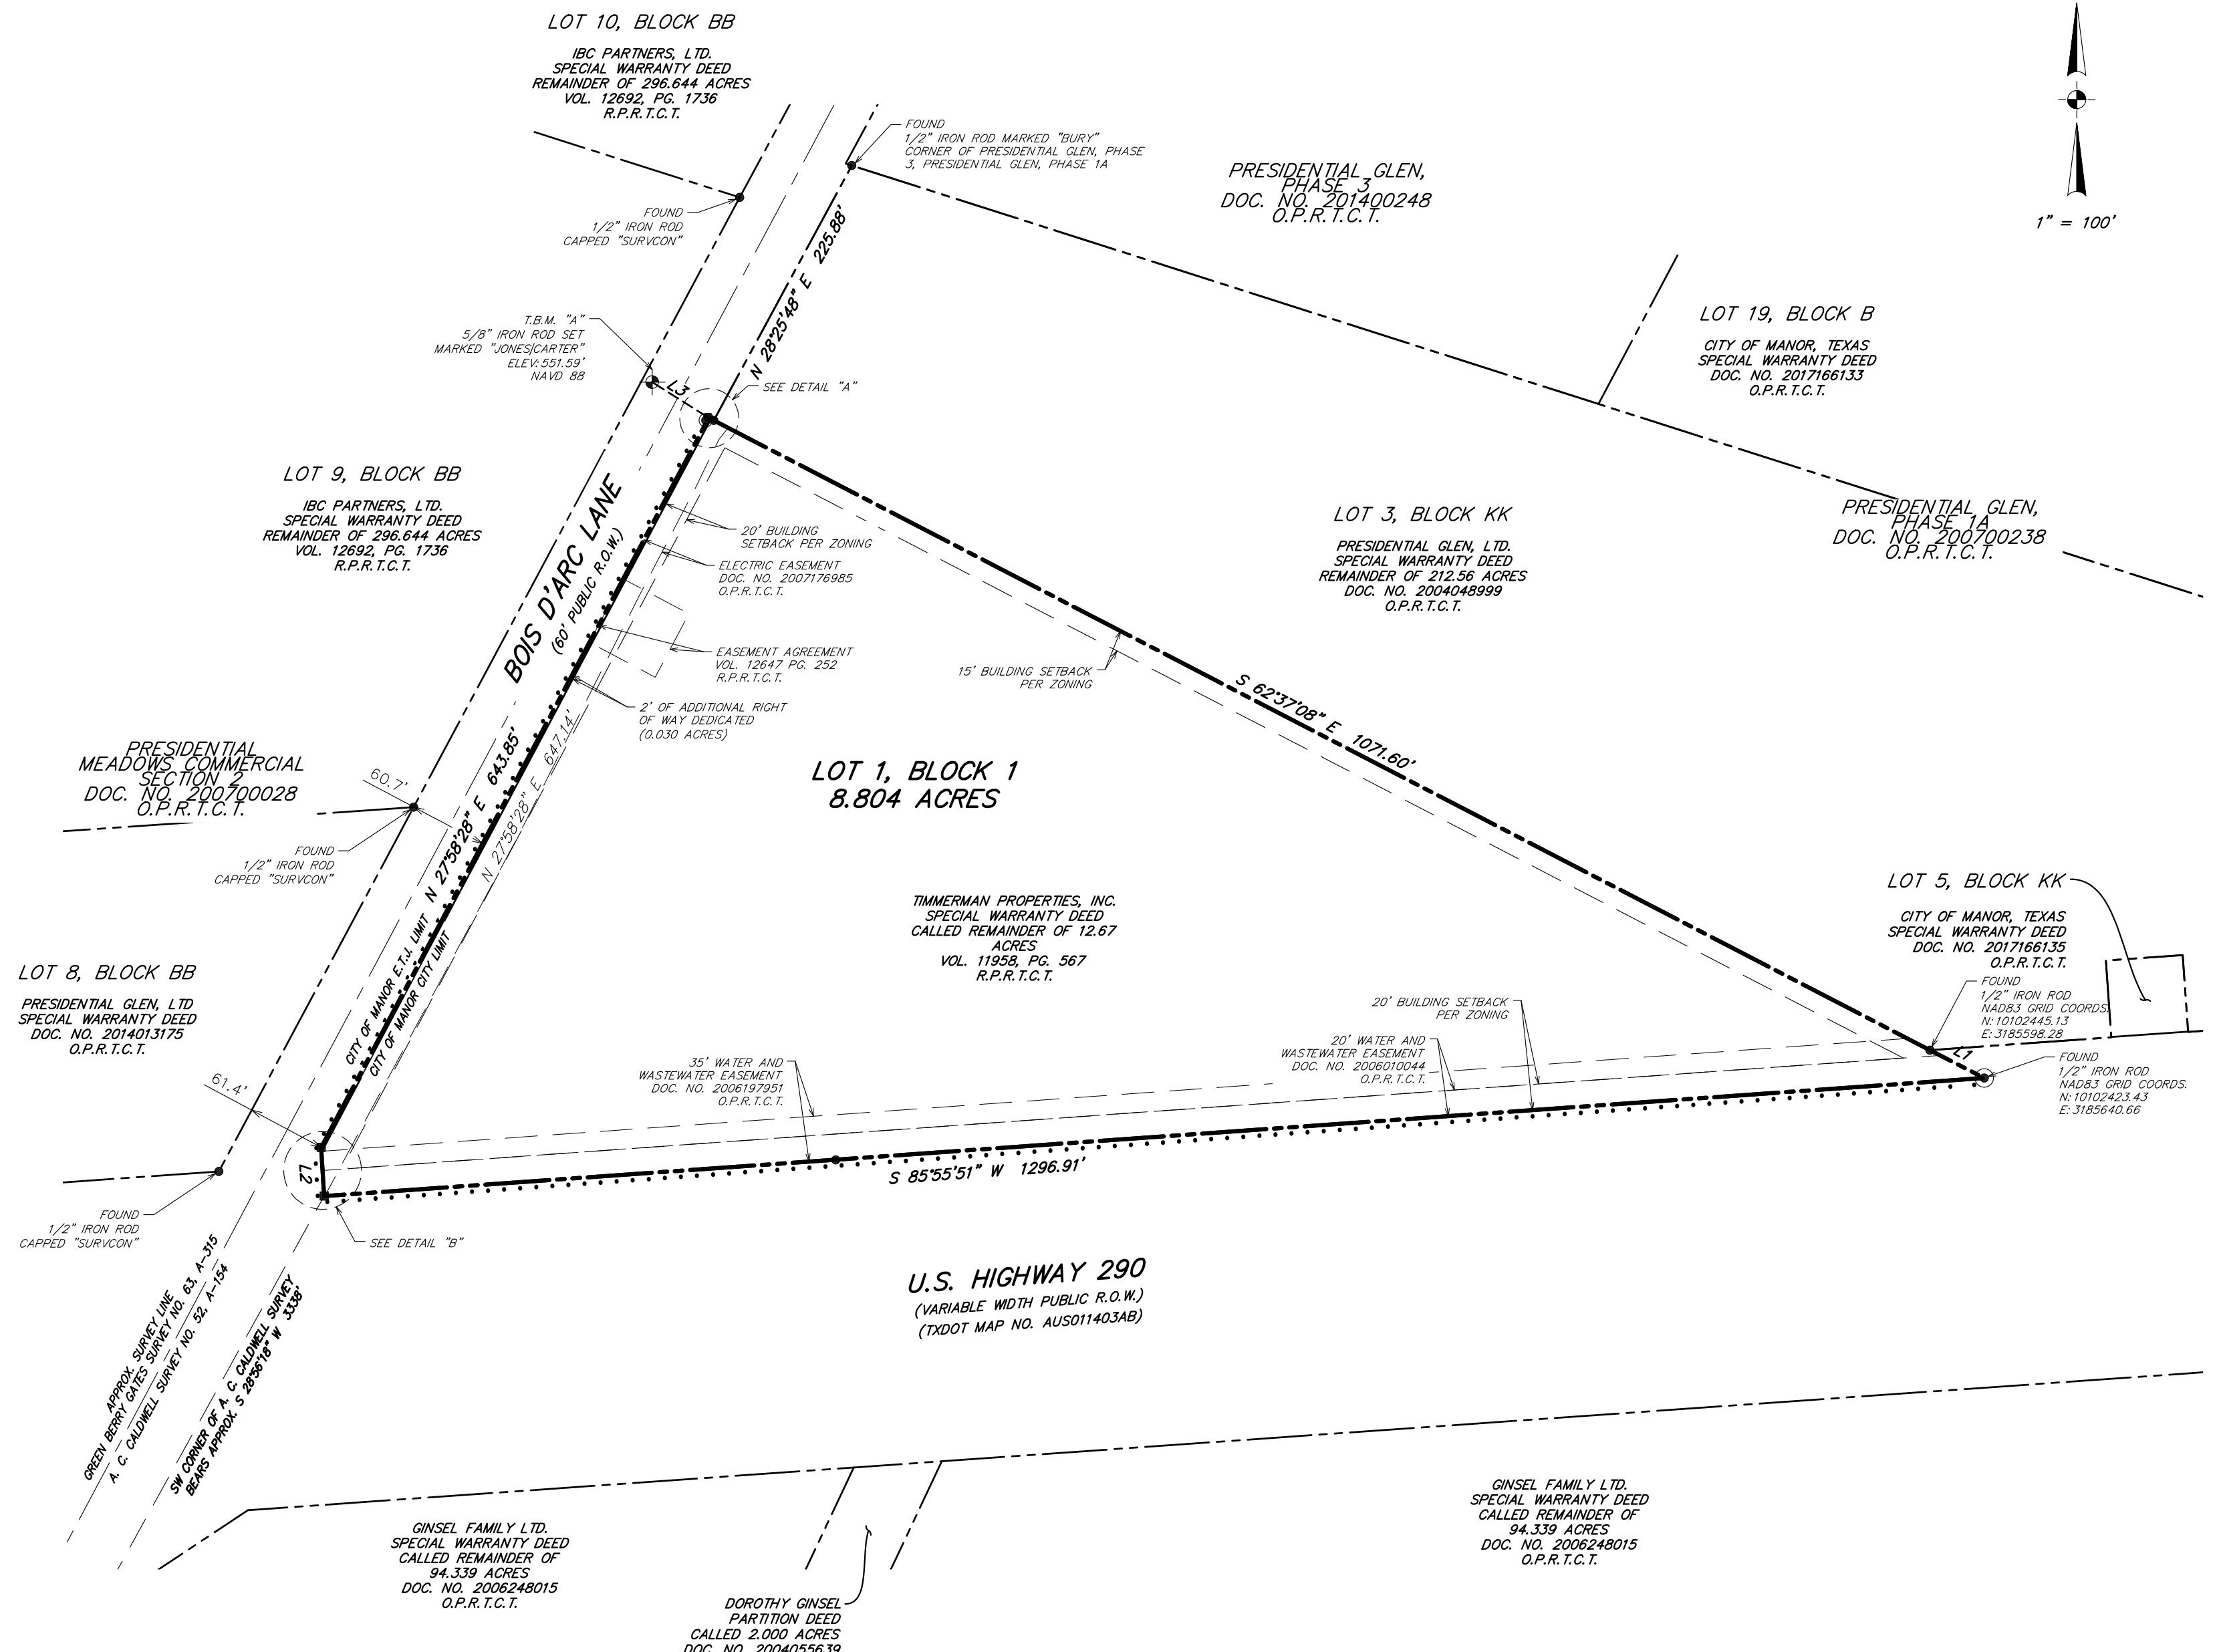 LOT 10, BLOCK BB
IBC PARTNERS, LTD.
SPECIAL WARRANTY DEED
REMAINDER OF 296.644 ACRES
VOL. 12692, PG. 1736
R.P.R.T.C.T.
FOUND
1/2" IRON ROD MARKED "BURY"
CORNER OF PRESIDENTIAL GLEN, PHASE
3, PRESIDENTIAL GLEN, PHASE 1A
PRESIDENTIAL GLEN,
PHASE 3
DOC. NO. 201400248
O.P.R.T.C.T.
1" = 100'
FOUND
1/2" IRON ROD
CAPPED "SURVCON"
N 28°25'48" E 225.88'
LOT 19, BLOCK B
CITY OF MANOR, TEXAS
SPECIAL WARRANTY DEED
DOC. NO. 2017166133
O.P.R.T.C.T.
T.B.M. "A"
5/8" IRON ROD SET
MARKED "JONES|CARTER"
ELEV:551.59'
NAVD 88
L3
SEE DETAIL "A"
LOT 9, BLOCK BB
IBC PARTNERS, LTD.
SPECIAL WARRANTY DEED
REMAINDER OF 296.644 ACRES
VOL. 12692, PG. 1736
R.P.R.T.C.T.
BOIS D'ARC LANE
(60' PUBLIC R.O.W.)
20' BUILDING
SETBACK PER ZONING
ELECTRIC EASEMENT
DOC. NO. 2007176985
O.P.R.T.C.T.
EASEMENT AGREEMENT
VOL. 12647 PG. 252
R.P.R.T.C.T.
2' OF ADDITIONAL RIGHT
OF WAY DEDICATED
(0.030 ACRES)
LOT 3, BLOCK KK
PRESIDENTIAL GLEN, LTD.
SPECIAL WARRANTY DEED
REMAINDER OF 212.56 ACRES
DOC. NO. 2004048999
O.P.R.T.C.T.
PRESIDENTIAL GLEN,
PHASE 1A
DOC. NO. 200700238
O.P.R.T.C.T.
15' BUILDING SETBACK
PER ZONING
S 62°37'08" E 1071.60'
PRESIDENTIAL
MEADOWS COMMERCIAL
SECTION 2
DOC. NO. 200700028
O.P.R.T.C.T.
60.7'
N 27°58'28" E 643.85'
N 27°58'28" E 647.14'
LOT 1, BLOCK 1
8.804 ACRES
FOUND
1/2" IRON ROD
CAPPED "SURVCON"
CITY OF MANOR E.T.J. LIMIT
CITY OF MANOR CITY LIMIT
TIMMERMAN PROPERTIES, INC.
SPECIAL WARRANTY DEED
CALLED REMAINDER OF 12.67
ACRES
VOL. 11958, PG. 567
R.P.R.T.C.T.
LOT 5, BLOCK KK
CITY OF MANOR, TEXAS
SPECIAL WARRANTY DEED
DOC. NO. 2017166135
O.P.R.T.C.T.
FOUND
1/2" IRON ROD
NAD83 GRID COORDS.
N:10102445.13
E:3185598.28
L1
FOUND
1/2" IRON ROD
NAD83 GRID COORDS.
N:10102423.43
E:3185640.66
LOT 8, BLOCK BB
PRESIDENTIAL GLEN, LTD
SPECIAL WARRANTY DEED
DOC. NO. 2014013175
O.P.R.T.C.T.
61.4'
35' WATER AND
WASTEWATER EASEMENT
DOC. NO. 2006197951
O.P.R.T.C.T.
20' BUILDING SETBACK
PER ZONING
20' WATER AND
WASTEWATER EASEMENT
DOC. NO. 2006010044
O.P.R.T.C.T.
L2
S 85°55'51" W 1296.91'
FOUND
1/2" IRON ROD
CAPPED "SURVCON"
SEE DETAIL "B"
APPROX. SURVEY LINE
GREEN BERRY GATES SURVEY NO. 63, A-315
A. C. CALDWELL SURVEY NO. 52, A-154
SW CORNER OF A. C. CALDWELL SURVEY
BEARS APPROX. S 28°56'18" W 3338'
U.S. HIGHWAY 290
(VARIABLE WIDTH PUBLIC R.O.W.)
(TXDOT MAP NO. AUS011403AB)
GINSEL FAMILY LTD.
SPECIAL WARRANTY DEED
CALLED REMAINDER OF
94.339 ACRES
DOC. NO. 2006248015
O.P.R.T.C.T.
DOROTHY GINSEL
PARTITION DEED
CALLED 2.000 ACRES
DOC. NO. 2004055639
GINSEL FAMILY LTD.
SPECIAL WARRANTY DEED
CALLED REMAINDER OF
94.339 ACRES
DOC. NO. 2006248015
O.P.R.T.C.T.